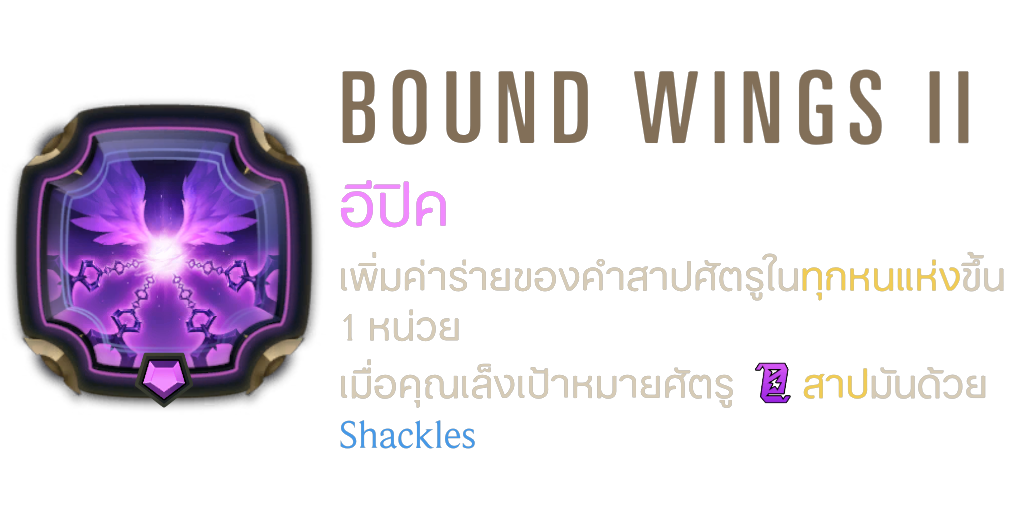 BOUND WINGS II
อีปิค
เพิ่มค่าร่ายของคำสาปศัตรูในทุกหนแห่งขึ้น
1 หน่วย
เมื่อคุณเล็งเป้าหมายศัตรู สาปมันด้วย
Shackles